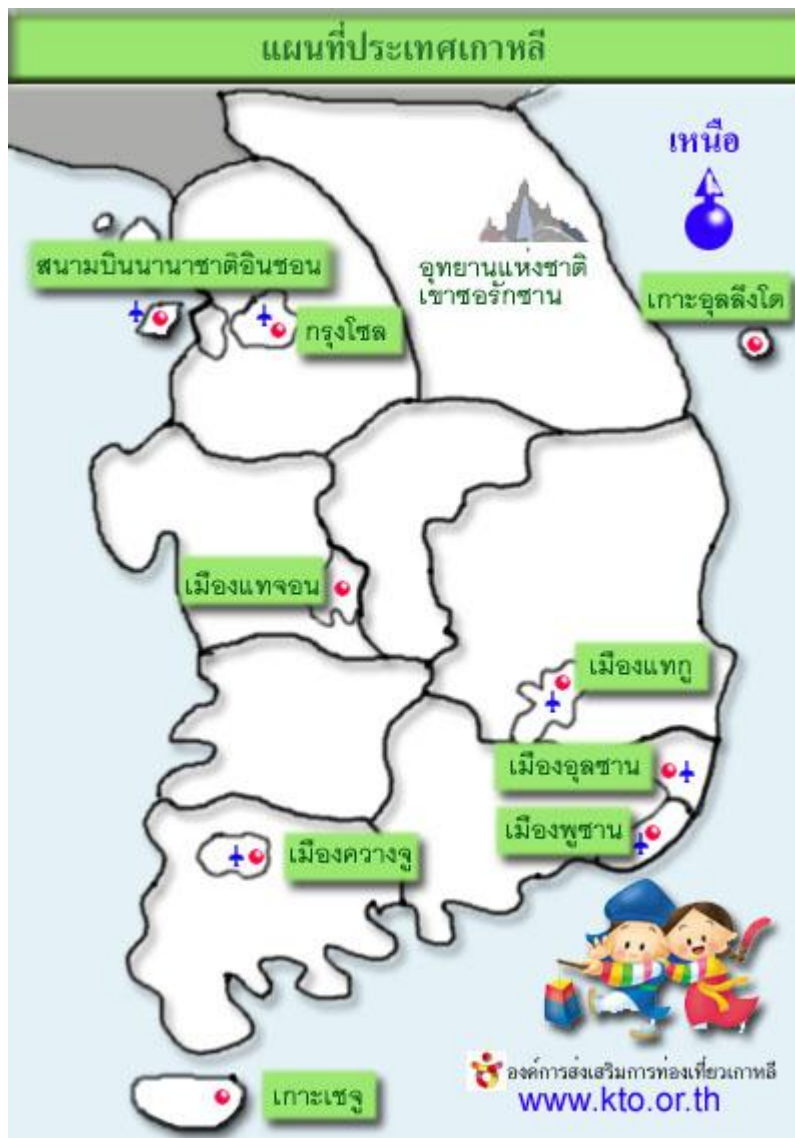 แผนที่ประเทศเกาหลี
เหนือ
สนามบินนานาชาติอินชอน
อุทยานแห่งชาติ
เขาซอรักซาน
เกาะอุลลึงโด
กรุงโซล
เมืองแทจอน
เมืองแทกู
เมืองอุลซาน
เมืองพูซาน
เมืองควางจู
เกาะเชจู
องค์การส่งเสริมการท่องเที่ยวเกาหลี
www.kto.or.th